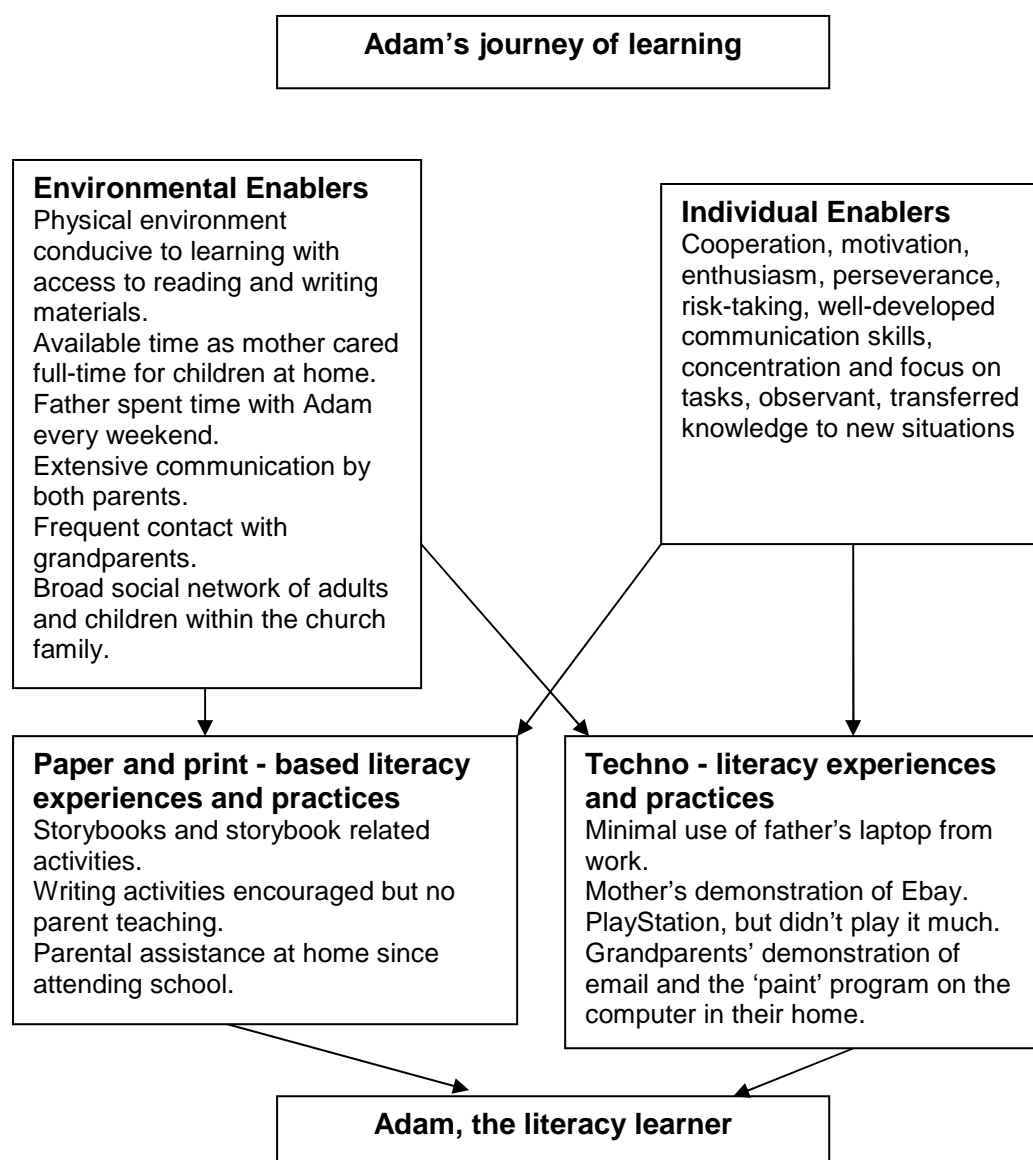 Adam’s journey of learning
Environmental Enablers
Physical environment
conducive to learning with
access to reading and writing
materials.
Available time as mother cared
full-time for children at home.
Father spent time with Adam
every weekend.
Extensive communication by
both parents.
Frequent contact with
grandparents.
Broad social network of adults
and children within the church
family.
Individual Enablers
Cooperation, motivation,
enthusiasm, perseverance,
risk-taking, well-developed
communication skills,
concentration and focus on
tasks, observant, transferred
knowledge to new situations
Paper and print - based literacy
experiences and practices
Storybooks and storybook related
activities.
Writing activities encouraged but no
parent teaching.
Parental assistance at home since
attending school.
Techno - literacy experiences
and practices
Minimal use of father’s laptop from
work.
Mother’s demonstration of Ebay.
PlayStation, but didn’t play it much.
Grandparents’ demonstration of
email and the ‘paint’ program on the
computer in their home.
Adam, the literacy learner